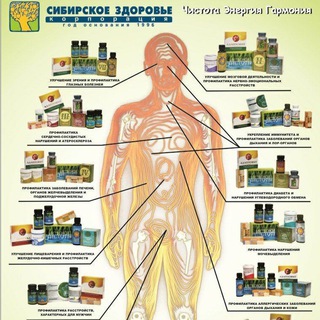 СИБИРСКОЕ ЗДОРОВЬЕ
КОРПОРАЦИЯ
ГОД ОСНОВАНИЯ 1996
Чистота Энергия Гармония
УЛУЧШЕНИЕ ЗРЕНИЯ И ПРОФИЛАКТИКА
ГЛАЗНЫХ БОЛЕЗНЕЙ
УЛУЧШЕНИЕ МОЗГОВОЙ ДЕЯТЕЛЬНОСТИ И
ПРОФИЛАКТИКА НЕРВНО-ЭМОЦИОНАЛЬНЫХ
РАССТРОЙСТВ
ПРОФИЛАКТИКА
СЕРДЕЧНО-СОСУДИСТЫХ
НАРУШЕНИЙ И АТЕРОСКЛЕРОЗА
УКРЕПЛЕНИЕ ИММУНИТЕТА И
ПРОФИЛАКТИКА ЗАБОЛЕВАНИЙ ОРГАНОВ
ДЫХАНИЯ И ЛОР-ОРГАНОВ
ПРОФИЛАКТИКА ЗАБОЛЕВАНИЙ ПЕЧЕНИ,
ОРГАНОВ ЖЕЛЧЕВЫДЕЛЕНИЯ И
ПОДЖЕЛУДОЧНОЙ ЖЕЛЕЗЫ
ПРОФИЛАКТИКА ДИАБЕТА И
НАРУШЕНИЯ УГЛЕВОДНОГО ОБМЕНА
УЛУЧШЕНИЕ ПИЩЕВАРЕНИЯ И ПРОФИЛАКТИКА
ЖЕЛУДОЧНО-КИШЕЧНЫХ РАССТРОЙСТВ
ПРОФИЛАКТИКА НАРУШЕНИЙ
МОЧЕВЫДЕЛЕНИЯ
ПРОФИЛАКТИКА РАССТРОЙСТВ,
ХАРАКТЕРНЫХ ДЛЯ МУЖЧИН
ПРОФИЛАКТИКА АЛЛЕРГИЧЕСКИХ ЗАБОЛЕВАНИЙ
ОРГАНОВ ДЫХАНИЯ И КОЖИ